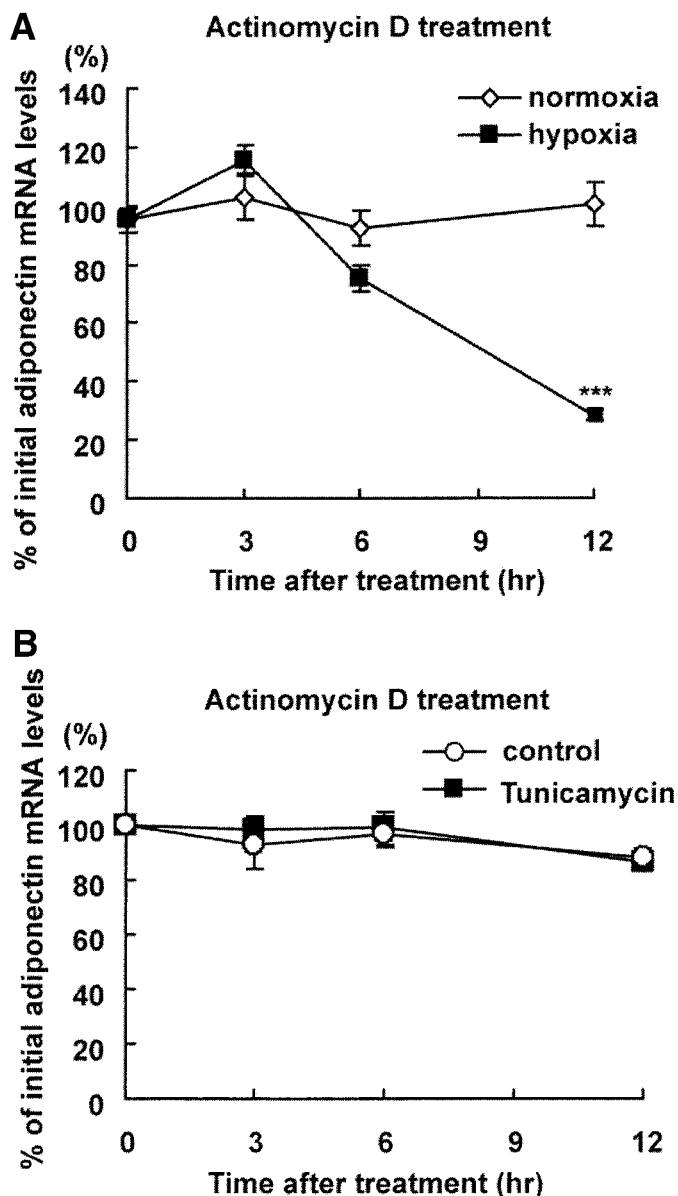 A
Actinomycin D treatment
(%)
140
120
100
80
60
40
20
0
% of initial adiponectin mRNA levels
normoxia
hypoxia
***
0 3 6 9 12
Time after treatment (hr)
B
Actinomycin D treatment
(%)
120
100
80
60
40
20
0
% of initial adiponectin mRNA levels
control
Tunicamycin
0 3 6 9 12
Time after treatment (hr)